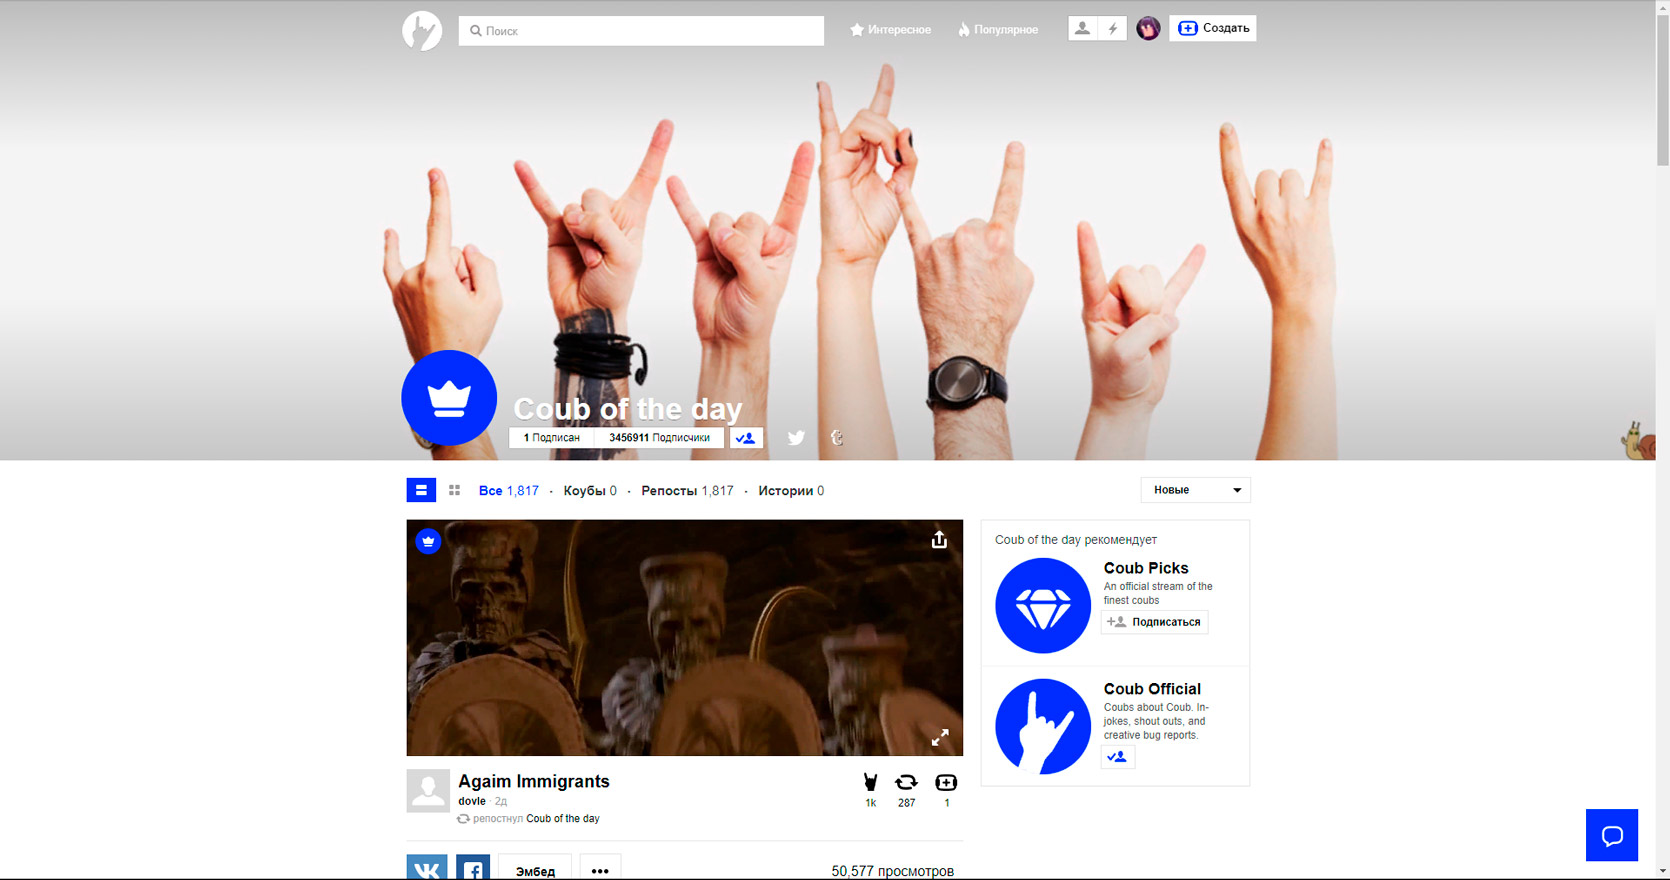 Поиск
Интересное
Популярное
Создать
Coub of the day
1 Подписан
3456911 Подписчики
Все 1,817 · Коубы 0 · Репосты 1,817 · Истории 0
Новые
Coub of the day рекомендует
Coub Picks
An official stream of the
finest coubs
Подписаться
Coub Official
Coubs about Coub. In-
jokes, shout outs, and
creative bug reports.
Agaim Immigrants
dovle · 2д
репостнул Coub of the day
1k
287
1
Эмбед
50,577 просмотров